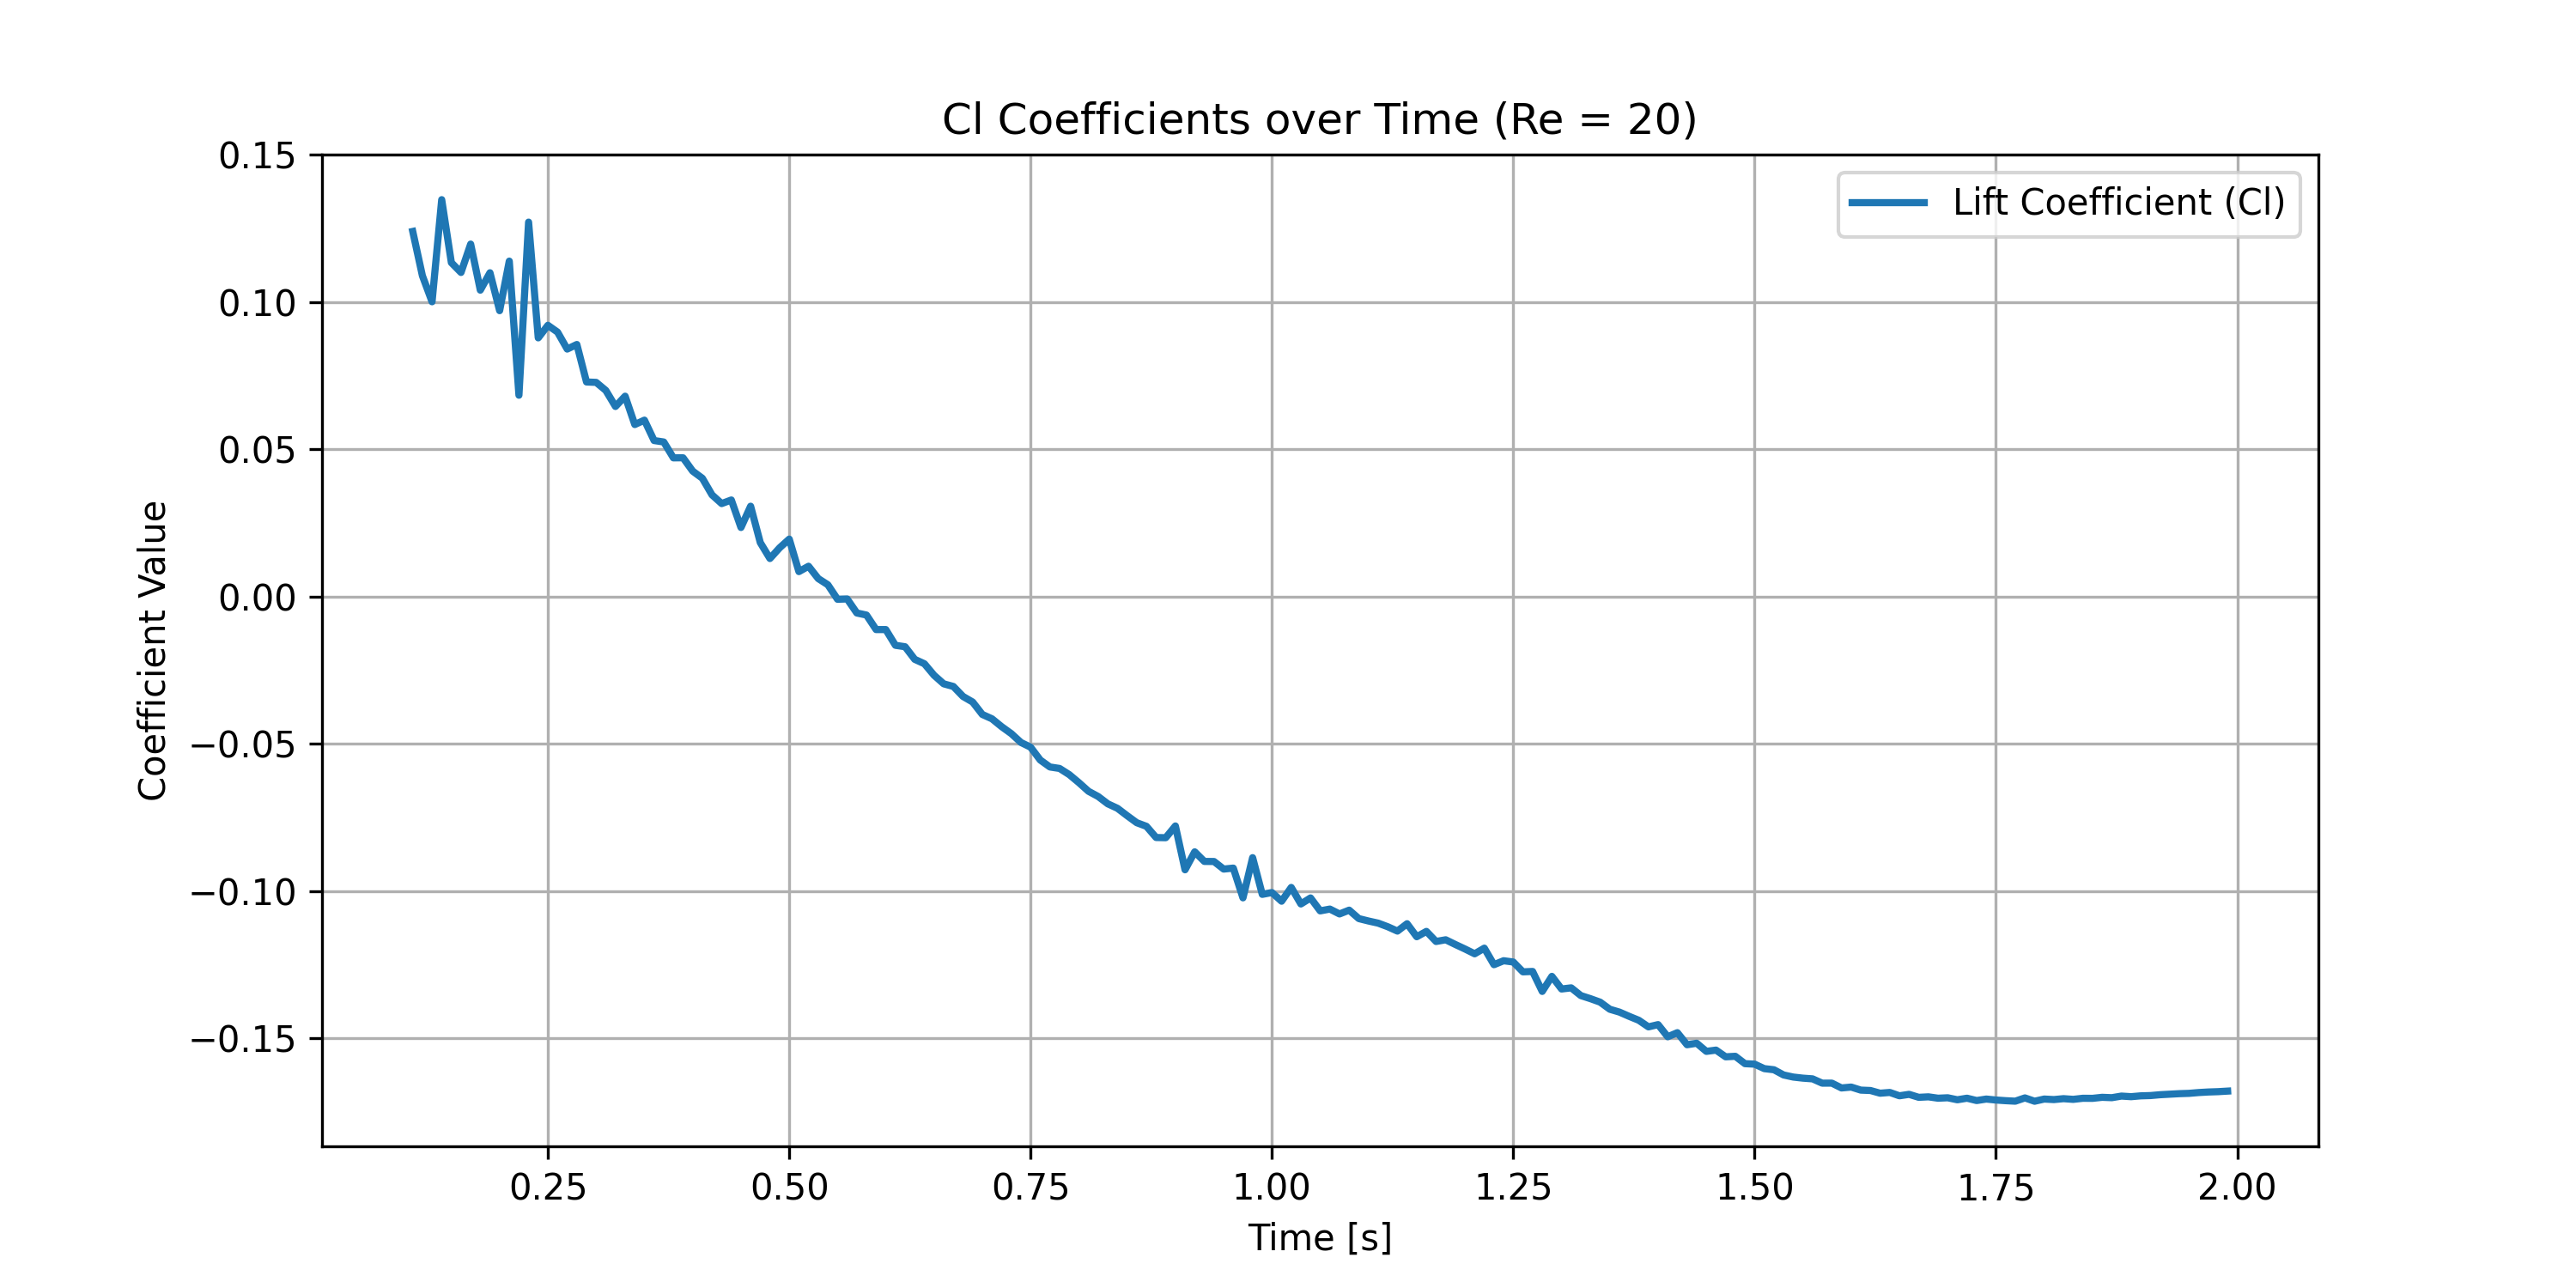 Cl Coefficients over Time (Re = 20)
Lift Coefficient (Cl)
Coefficient Value
0.15
0.10
0.05
0.00
−0.05
−0.10
−0.15
0.25 0.50 0.75 1.00 1.25 1.50 1.75 2.00
Time [s]